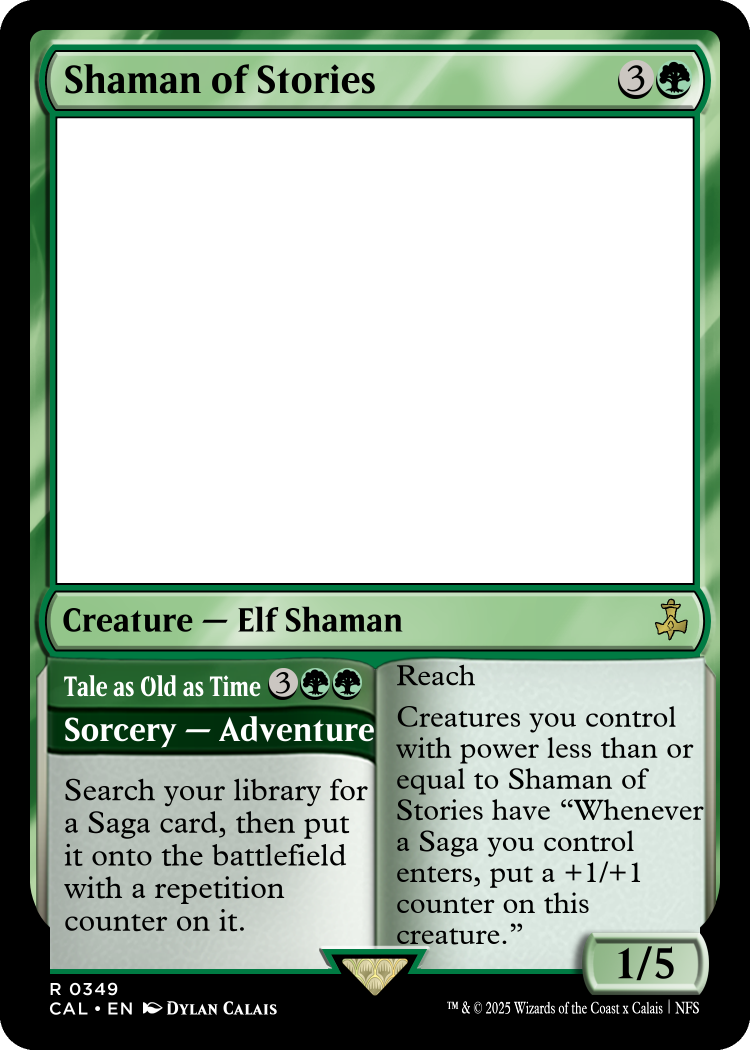 Shaman of Stories 3
Creature — Elf Shaman
Tale as Old as Time 3
Sorcery — Adventure
Search your library for
a Saga card, then put
it onto the battlefield
with a repetition
counter on it.
Reach
Creatures you control
with power less than or
equal to Shaman of
Stories have “Whenever
a Saga you control
enters, put a +1/+1
counter on this
creature.”
1/5
R 0349
CAL • EN DYLAN CALAIS
™ & © 2025 Wizards of the Coast x Calais | NFS